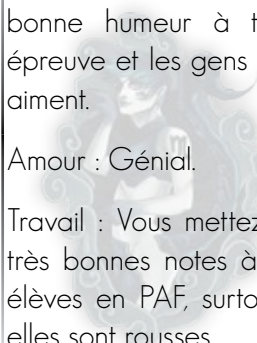 bonne humeur à t
épreuve et les gens
aiment.
Amour : Génial.
Travail : Vous mettez
très bonnes notes à
élèves en PAF, surto
elles sont rousses.